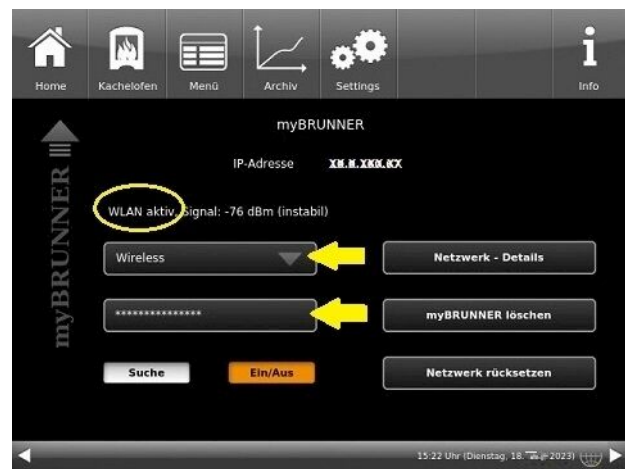 Home Kachelofen Menü Archiv Settings Info
myBRUNNER
IP-Adresse
WLAN aktiv, Signal: -76 dBm (instabil)
Wireless
Netzwerk - Details
***************
myBRUNNER löschen
Suche
Ein/Aus
Netzwerk rücksetzen
myBRUNNER
15:22 Uhr (Dienstag, 18. 2023)